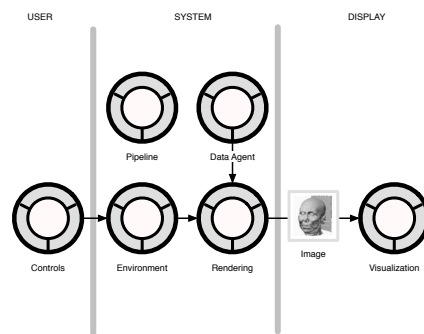 USER
SYSTEM
DISPLAY
Pipeline
Data Agent
Controls
Environment
Rendering
Image
Visualization